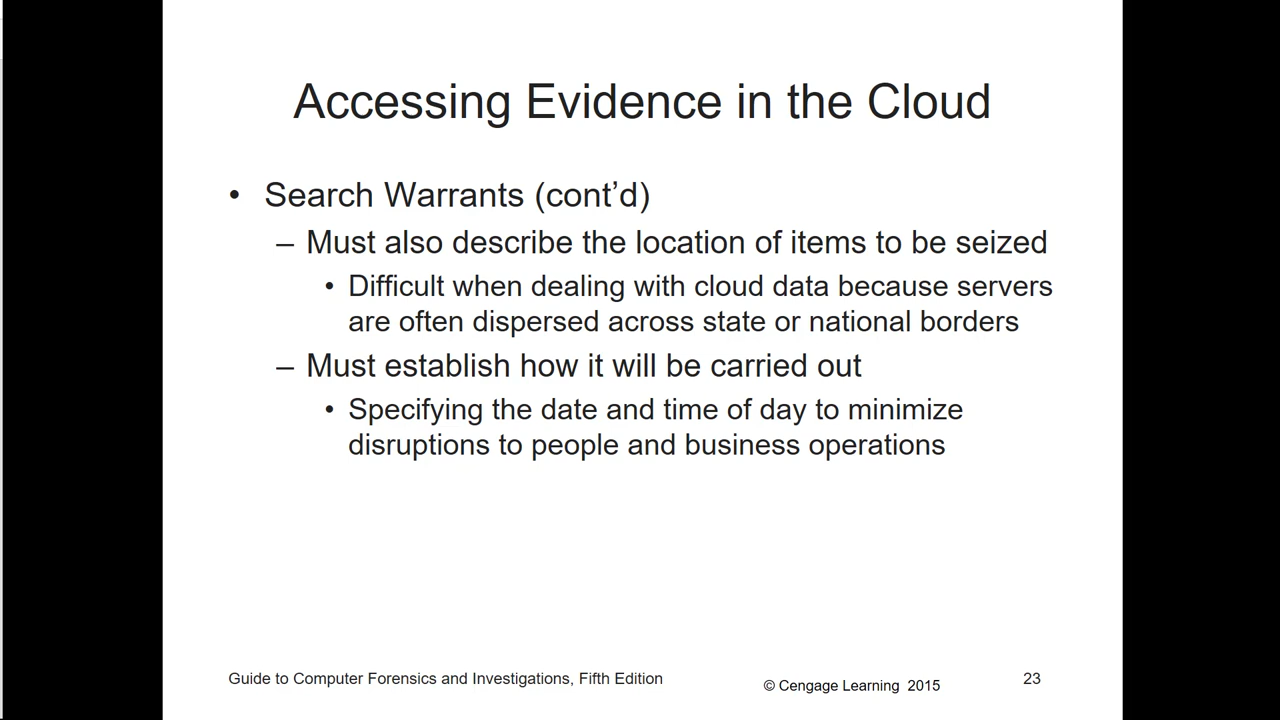 Accessing Evidence in the Cloud
• Search Warrants (cont’d)
– Must also describe the location of items to be seized
• Difficult when dealing with cloud data because servers
are often dispersed across state or national borders
– Must establish how it will be carried out
• Specifying the date and time of day to minimize
disruptions to people and business operations
Guide to Computer Forensics and Investigations, Fifth Edition
© Cengage Learning 2015
23